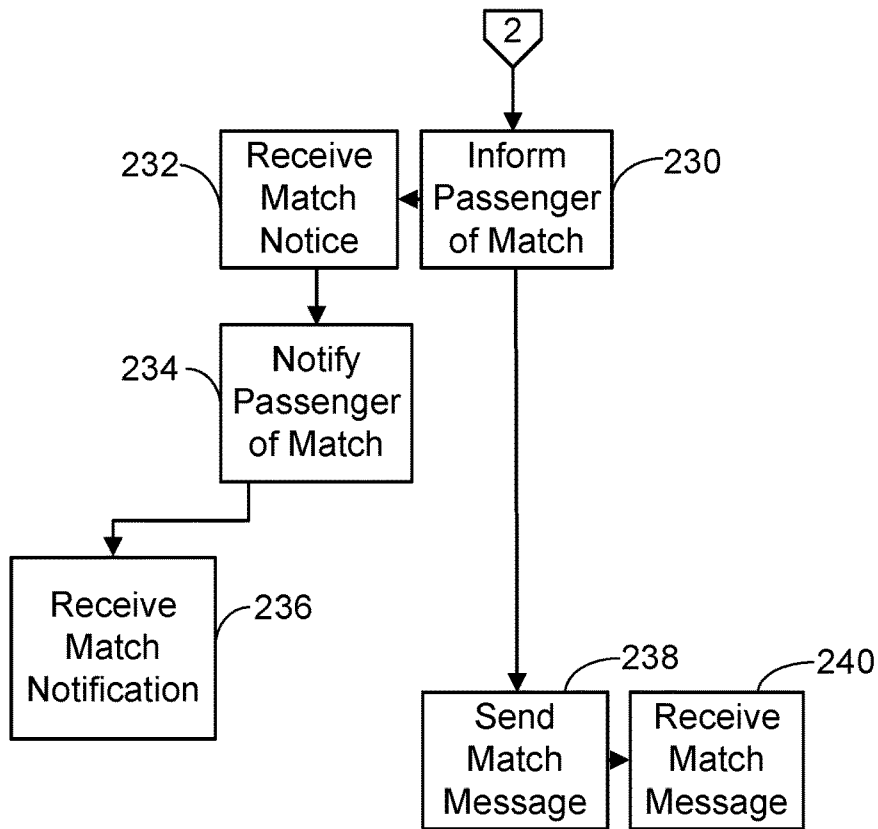 2
232
Receive
Match
Notice
Inform
Passenger
of Match
230
234
Notify
Passenger
of Match
Receive
Match
Notification
236
238
240
Send
Match
Message
Receive
Match
Message